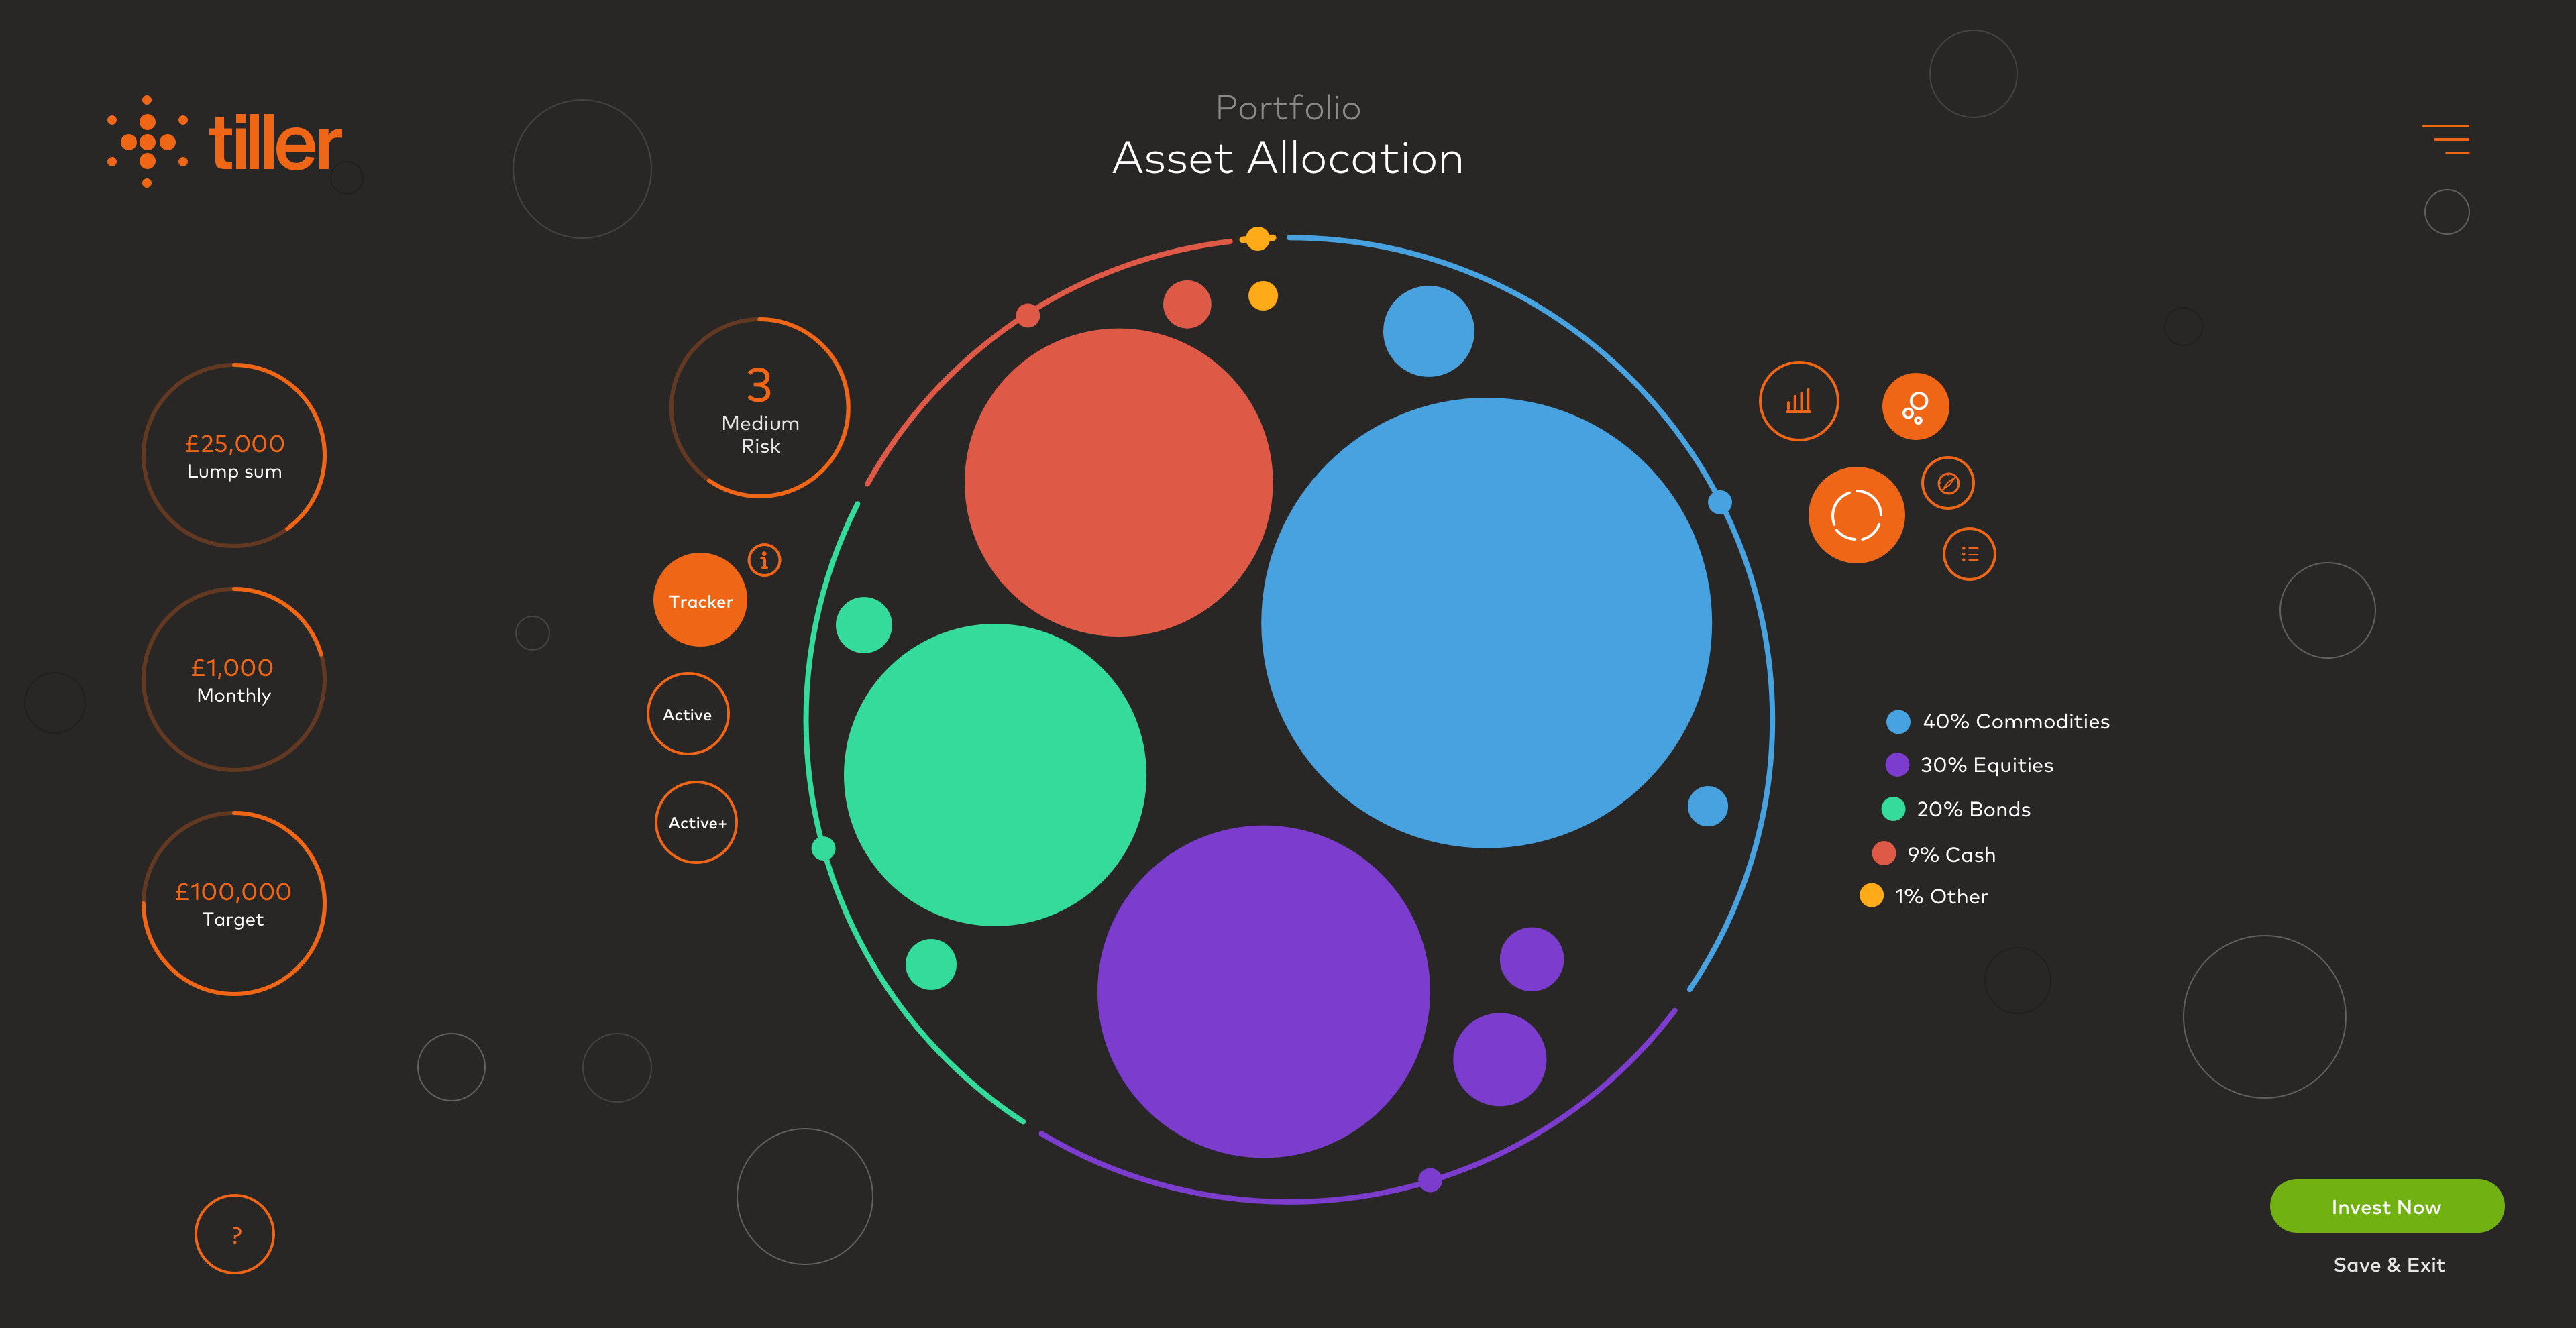 tiller
Portfolio
Asset Allocation
£25,000
Lump sum
£1,000
Monthly
£100,000
Target
3
Medium
Risk
Tracker
i
Active
Active+
40% Commodities
30% Equities
20% Bonds
9% Cash
1% Other
?
Invest Now
Save & Exit